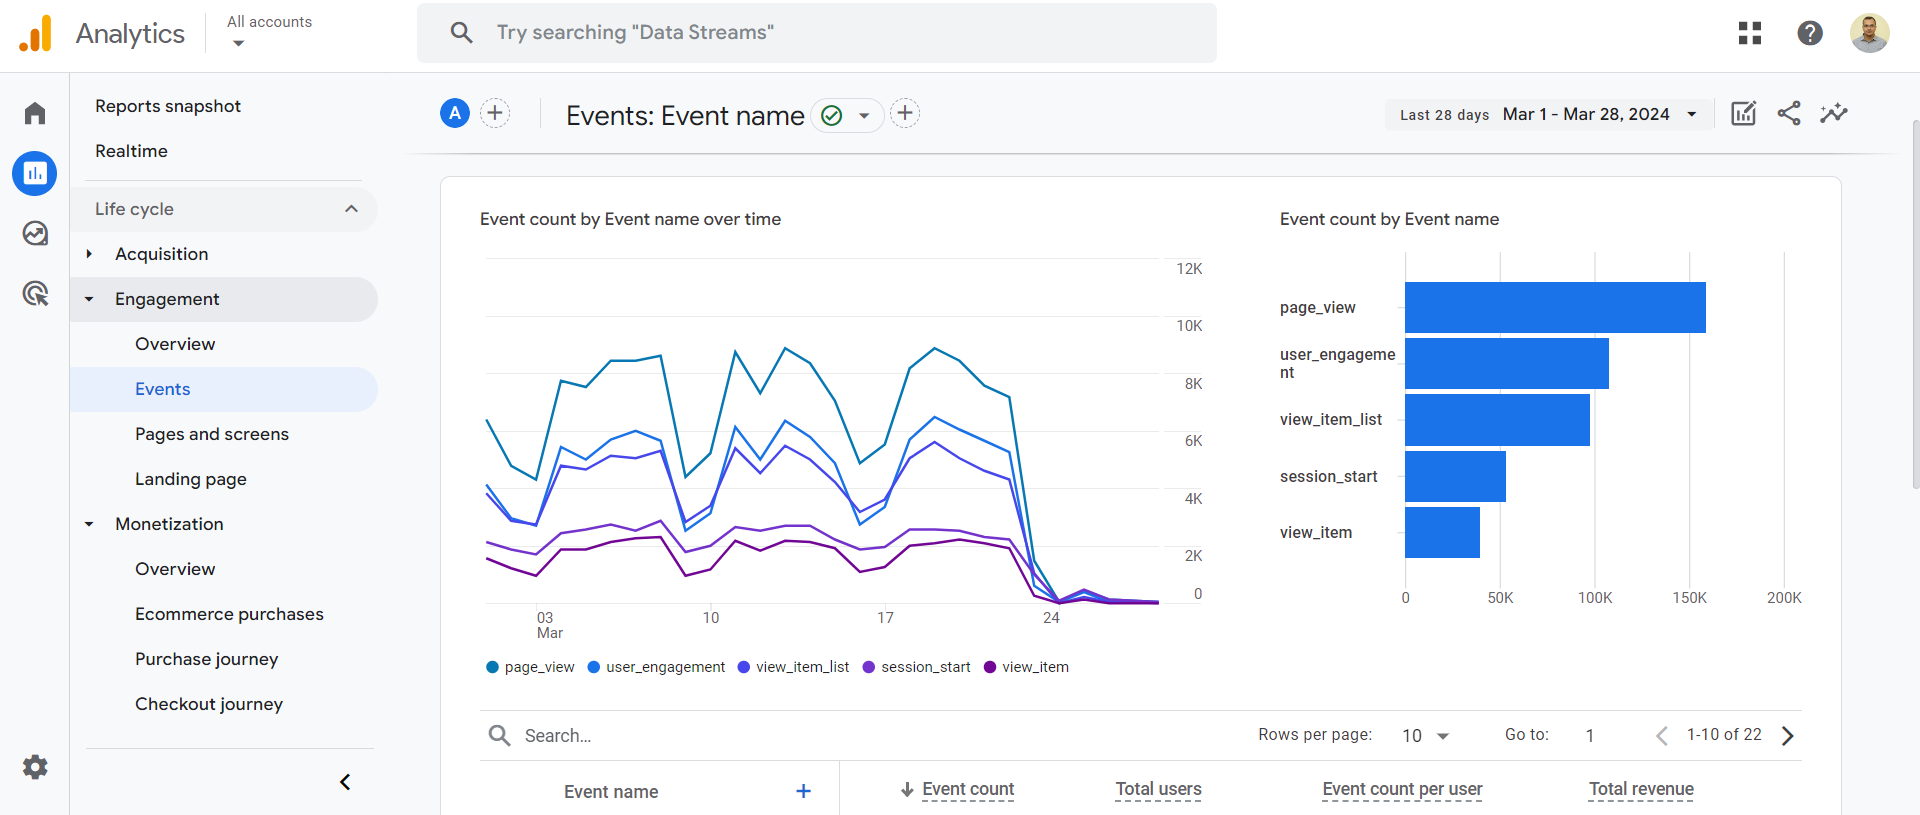 Analytics
All accounts
Try searching "Data Streams"
Reports snapshot
Realtime
Life cycle
Acquisition
Engagement
Overview
Events
Pages and screens
Landing page
Monetization
Overview
Ecommerce purchases
Purchase journey
Checkout journey
A
Events: Event name
Last 28 days Mar 1 - Mar 28, 2024
Event count by Event name over time
12K
10K
8K
6K
4K
2K
0
03
Mar
10
17
24
page_view user_engagement view_item_list session_start view_item
Event count by Event name
page_view
user_engageme
nt
view_item_list
session_start
view_item
0 50K 100K 150K 200K
Search...
Rows per page: 10 Go to: 1 1-10 of 22
Event name + Event count Total users Event count per user Total revenue